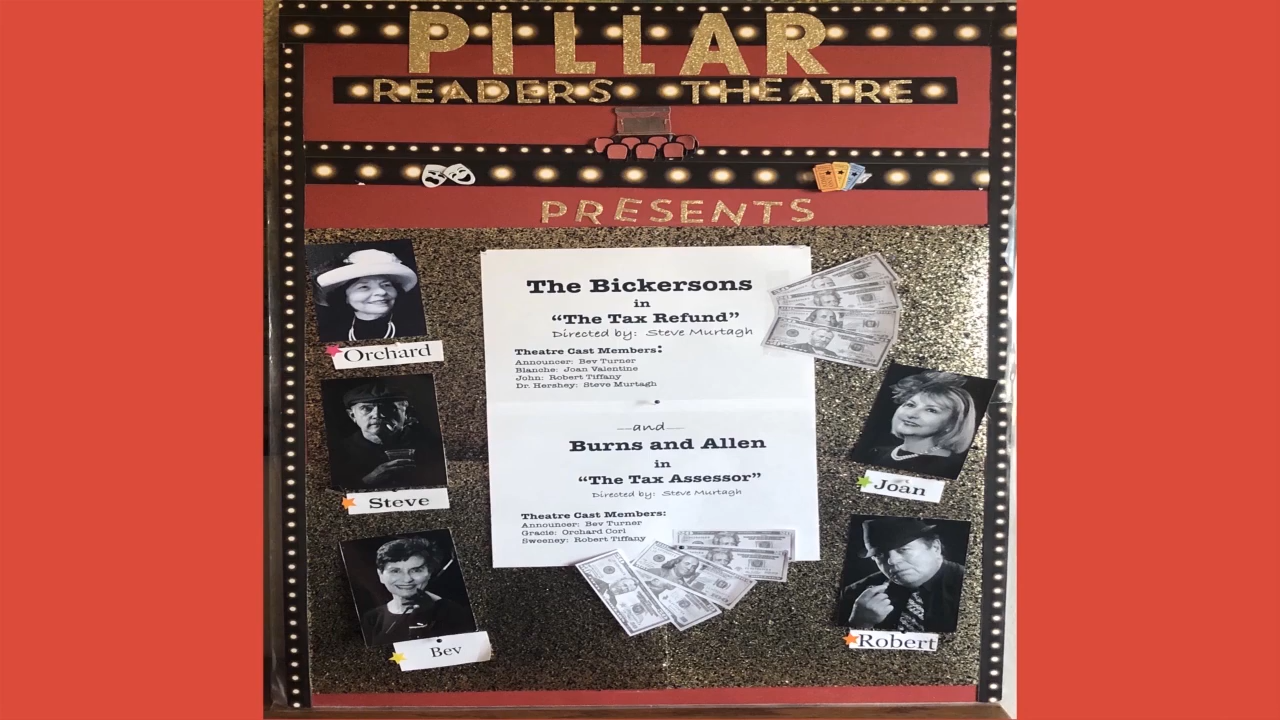 PILLAR
READERS THEATRE
PRESENTS
The Bickersons
in
“The Tax Refund”
Directed by: Steve Murtagh
Theatre Cast Members:
Announcer: Bev Turner
Blanche: Joan Valentine
John: Robert Tiffany
Dr. Hershey: Steve Murtagh
—and—
Burns and Allen
in
“The Tax Assessor”
Directed by: Steve Murtagh
Theatre Cast Members:
Announcer: Bev Turner
Gracie: Orchard Cori
Sweeney: Robert Tiffany
Orchard
Steve
Bev
Joan
Robert